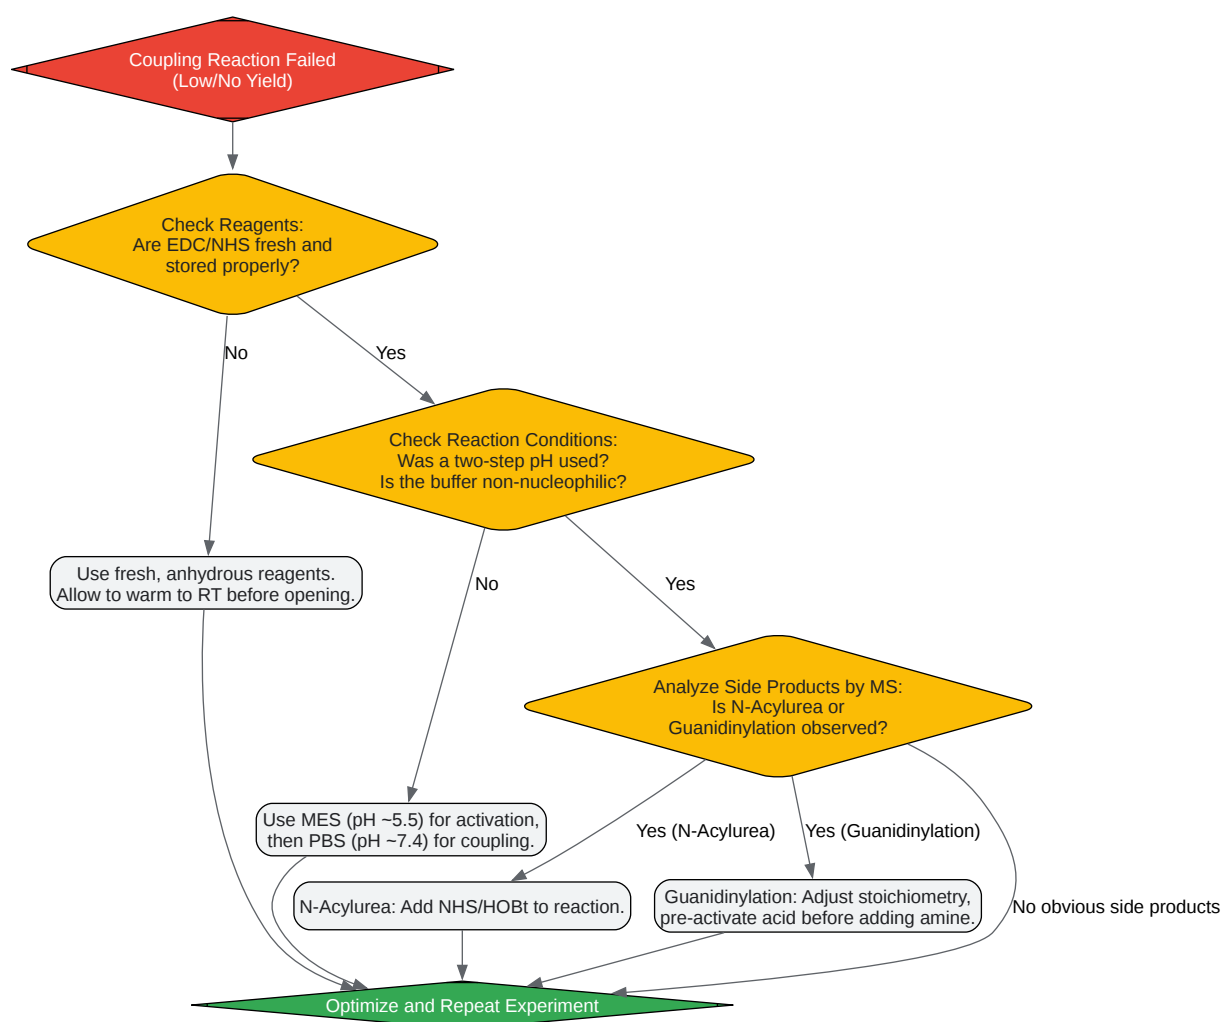 Coupling Reaction Failed
(Low/No Yield)
Check Reagents:
Are EDC/NHS fresh and
stored properly?
No
Yes
Check Reaction Conditions:
Was a two-step pH used?
Is the buffer non-nucleophilic?
Use fresh, anhydrous reagents.
Allow to warm to RT before opening.
No
Yes
Analyze Side Products by MS:
Is N-Acylurea or
Guanidinylation observed?
Use MES (pH ~5.5) for activation,
then PBS (pH ~7.4) for coupling.
Yes (N-Acylurea)
Yes (Guanidinylation)
N-Acylurea: Add NHS/HOBt to reaction.
Guanidinylation: Adjust stoichiometry,
pre-activate acid before adding amine.
No obvious side products
Optimize and Repeat Experiment